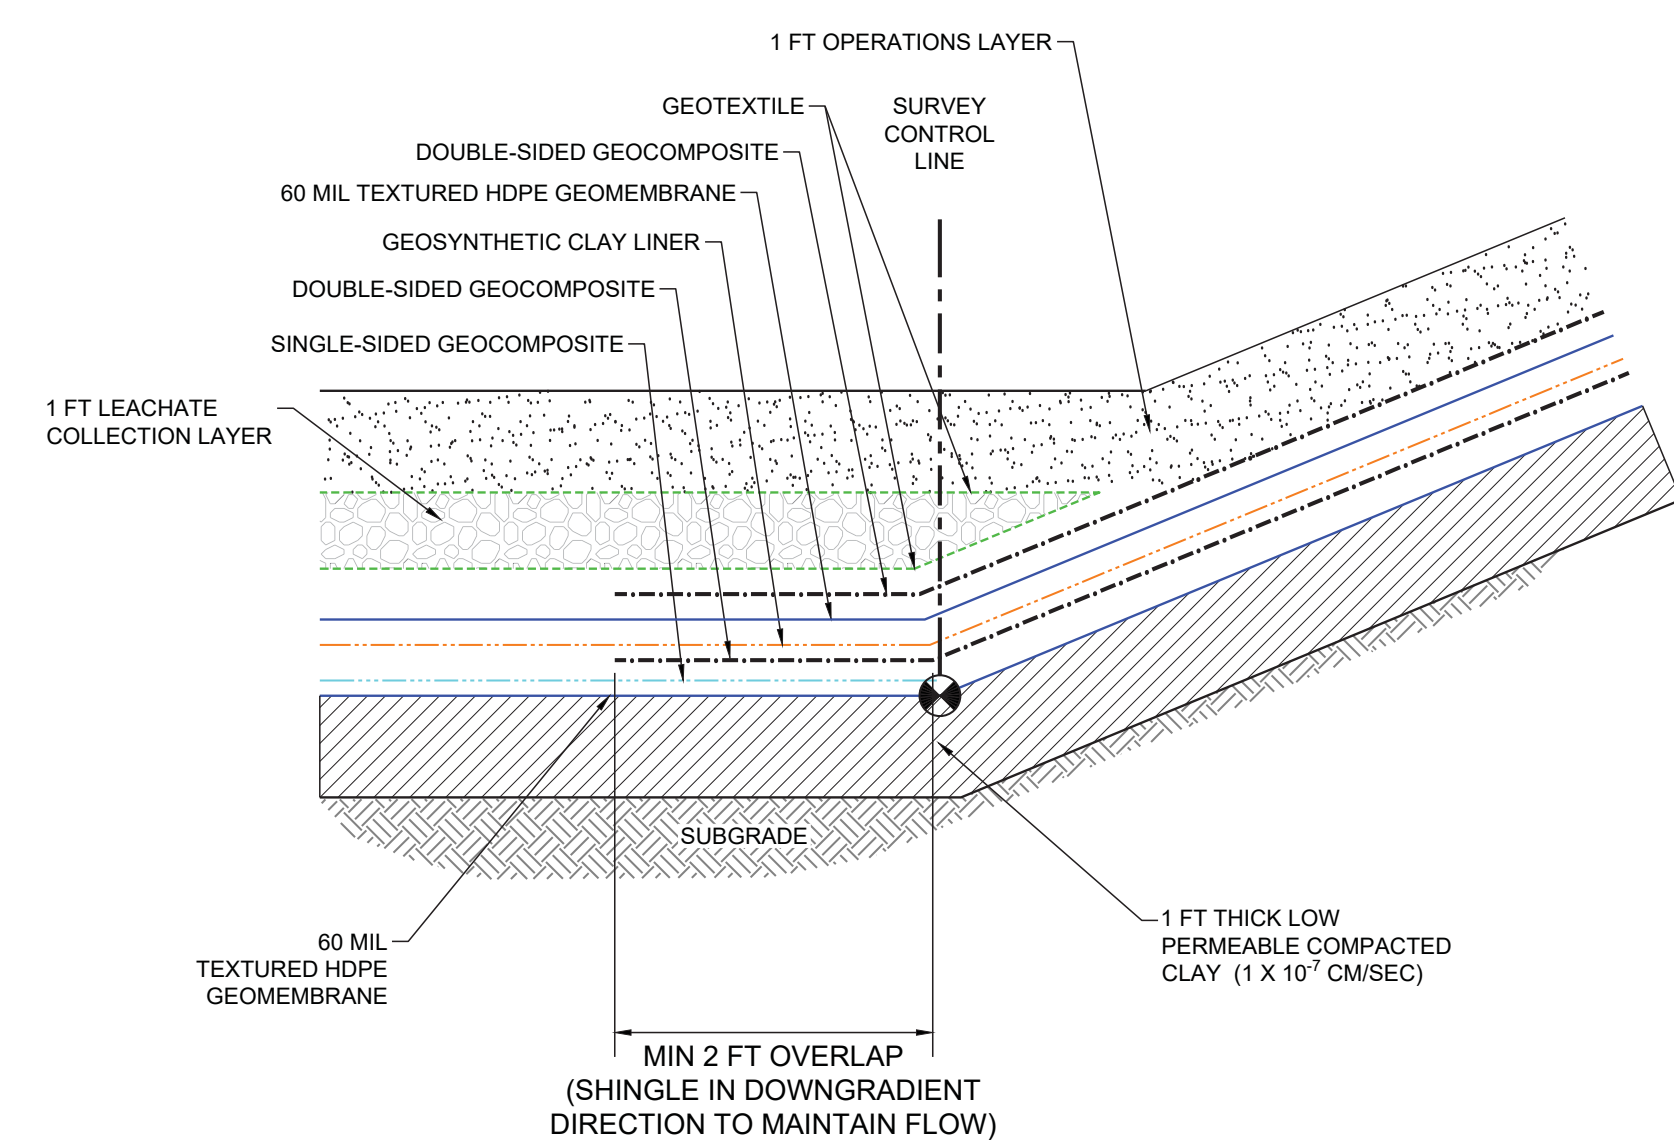 1 FT OPERATIONS LAYER
GEOTEXTILE
SURVEY
CONTROL
LINE
DOUBLE-SIDED GEOCOMPOSITE
60 MIL TEXTURED HDPE GEOMEMBRANE
GEOSYNTHETIC CLAY LINER
DOUBLE-SIDED GEOCOMPOSITE
SINGLE-SIDED GEOCOMPOSITE
1 FT LEACHATE
COLLECTION LAYER
SUBGRADE
60 MIL
TEXTURED HDPE
GEOMEMBRANE
1 FT THICK LOW
PERMEABLE COMPACTED
CLAY (1 X 10⁻⁷ CM/SEC)
MIN 2 FT OVERLAP
(SHINGLE IN DOWNGRADIENT
DIRECTION TO MAINTAIN FLOW)